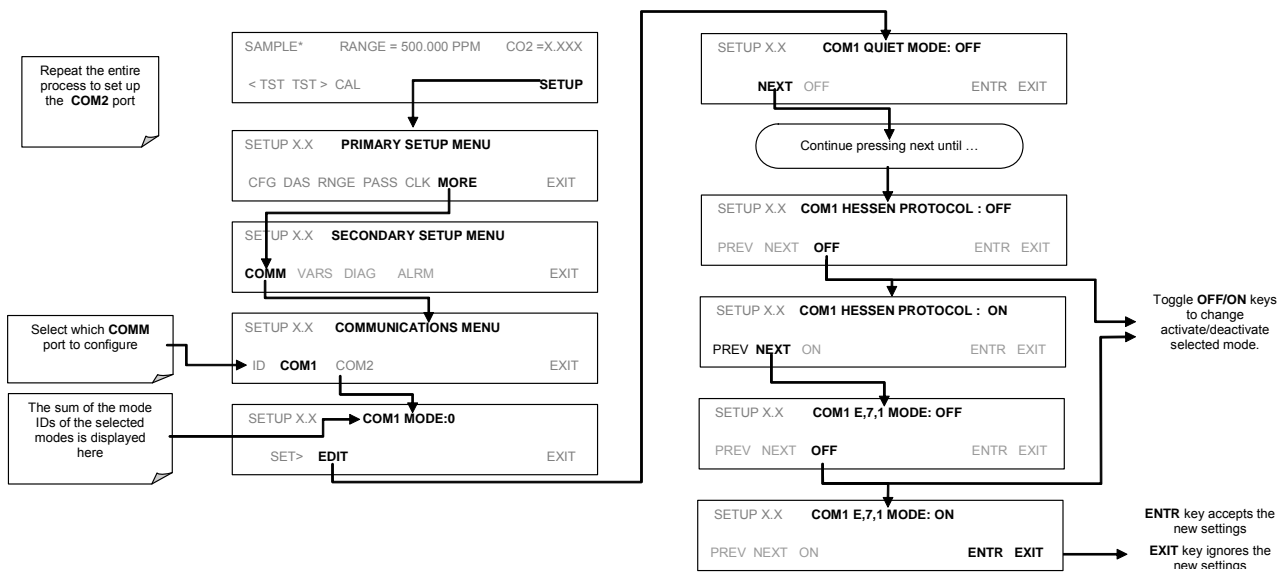 Repeat the entire
process to set up
the COM2 port
SAMPLE* RANGE = 500.000 PPM CO2 =X.XXX
< TST TST > CAL SETUP
SETUP X.X PRIMARY SETUP MENU
CFG DAS RNGE PASS CLK MORE EXIT
SETUP X.X SECONDARY SETUP MENU
COMM VARS DIAG ALRM EXIT
Select which COMM
port to configure
SETUP X.X COMMUNICATIONS MENU
ID COM1 COM2 EXIT
The sum of the mode
IDs of the selected
modes is displayed
here
SETUP X.X COM1 MODE:0
SET> EDIT EXIT
SETUP X.X COM1 QUIET MODE: OFF
NEXT OFF ENTR EXIT
Continue pressing next until …
SETUP X.X COM1 HESSEN PROTOCOL : OFF
PREV NEXT OFF ENTR EXIT
SETUP X.X COM1 HESSEN PROTOCOL : ON
PREV NEXT ON ENTR EXIT
Toggle OFF/ON keys
to change
activate/deactivate
selected mode.
SETUP X.X COM1 E,7,1 MODE: OFF
PREV NEXT OFF ENTR EXIT
SETUP X.X COM1 E,7,1 MODE: ON
PREV NEXT ON ENTR EXIT
ENTR key accepts the
new settings
EXIT key ignores the
new settings